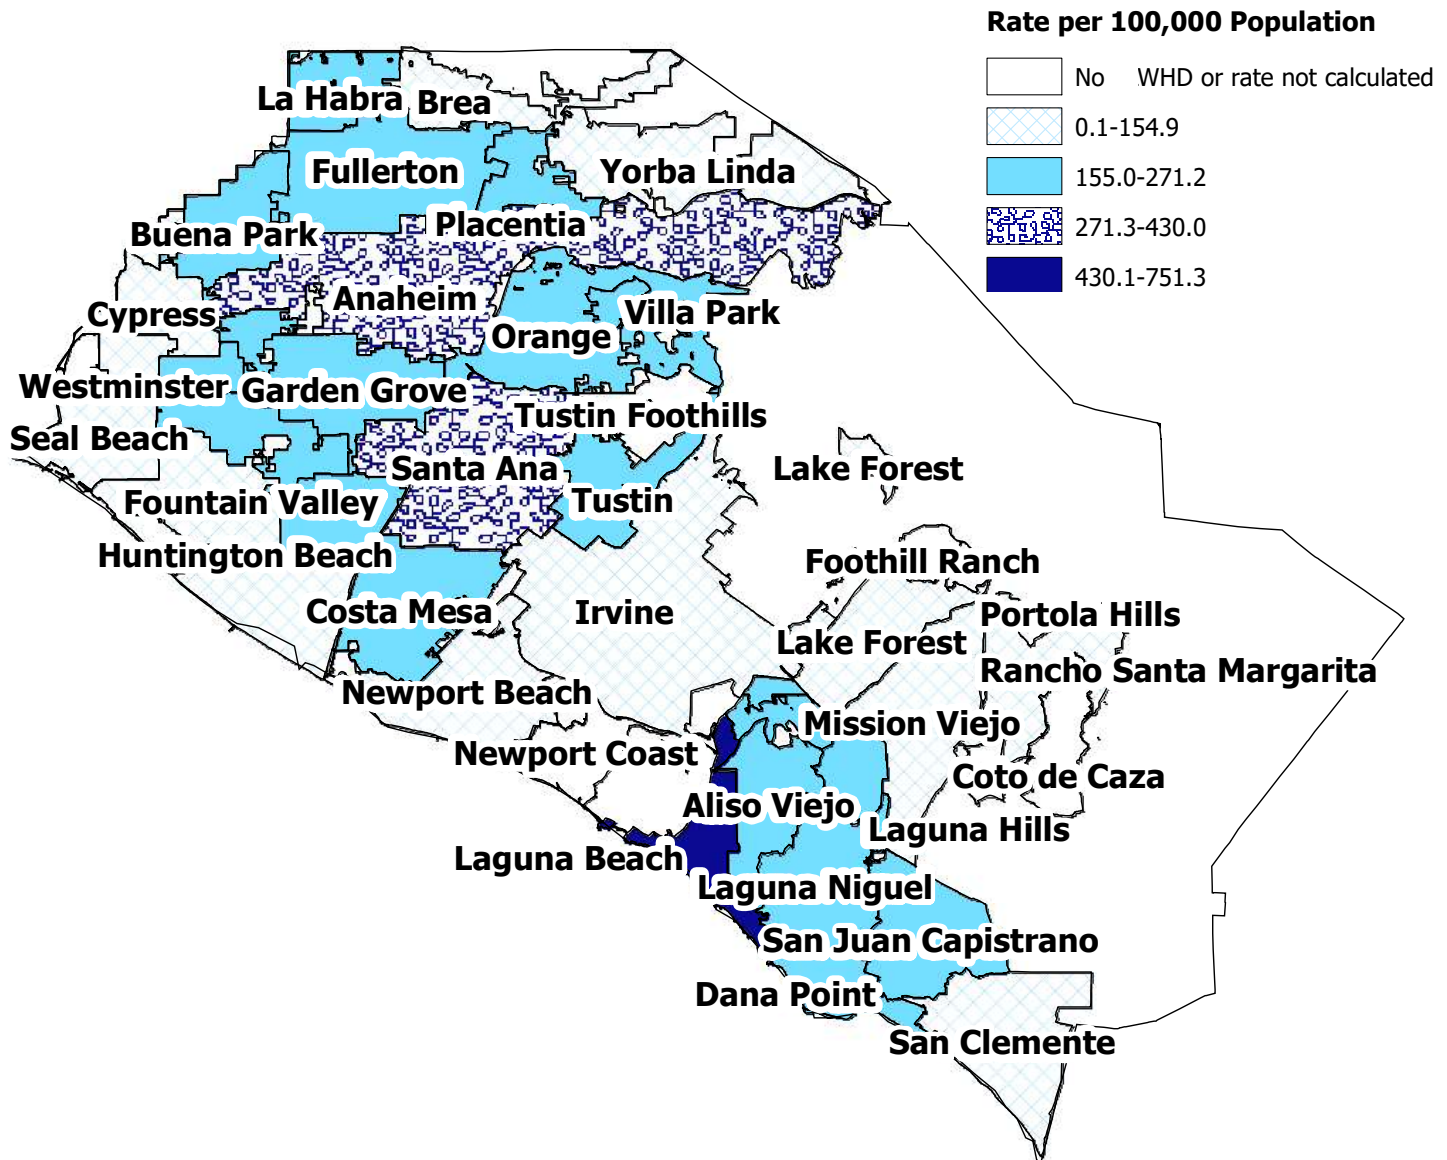 Rate per 100,000 Population
No WHD or rate not calculated
0.1-154.9
155.0-271.2
271.3-430.0
430.1-751.3
La Habra
Brea
Fullerton
Yorba Linda
Buena Park
Placentia
Cypress
Anaheim
Villa Park
Orange
Westminster
Garden Grove
Tustin Foothills
Seal Beach
Santa Ana
Lake Forest
Fountain Valley
Tustin
Huntington Beach
Foothill Ranch
Costa Mesa
Irvine
Portola Hills
Lake Forest
Rancho Santa Margarita
Newport Beach
Mission Viejo
Newport Coast
Coto de Caza
Aliso Viejo
Laguna Hills
Laguna Beach
Laguna Niguel
San Juan Capistrano
Dana Point
San Clemente